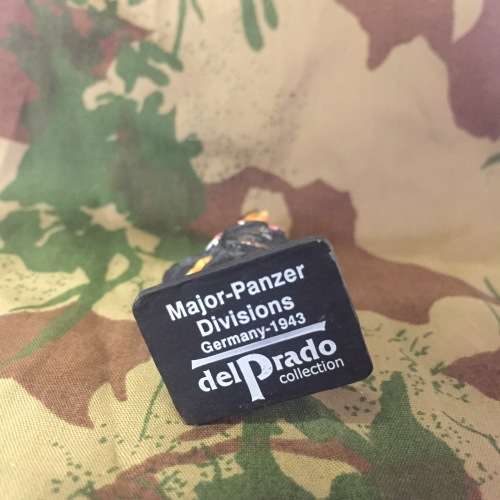 Major-Panzer
Divisions
Germany-1943
delPrado
collection